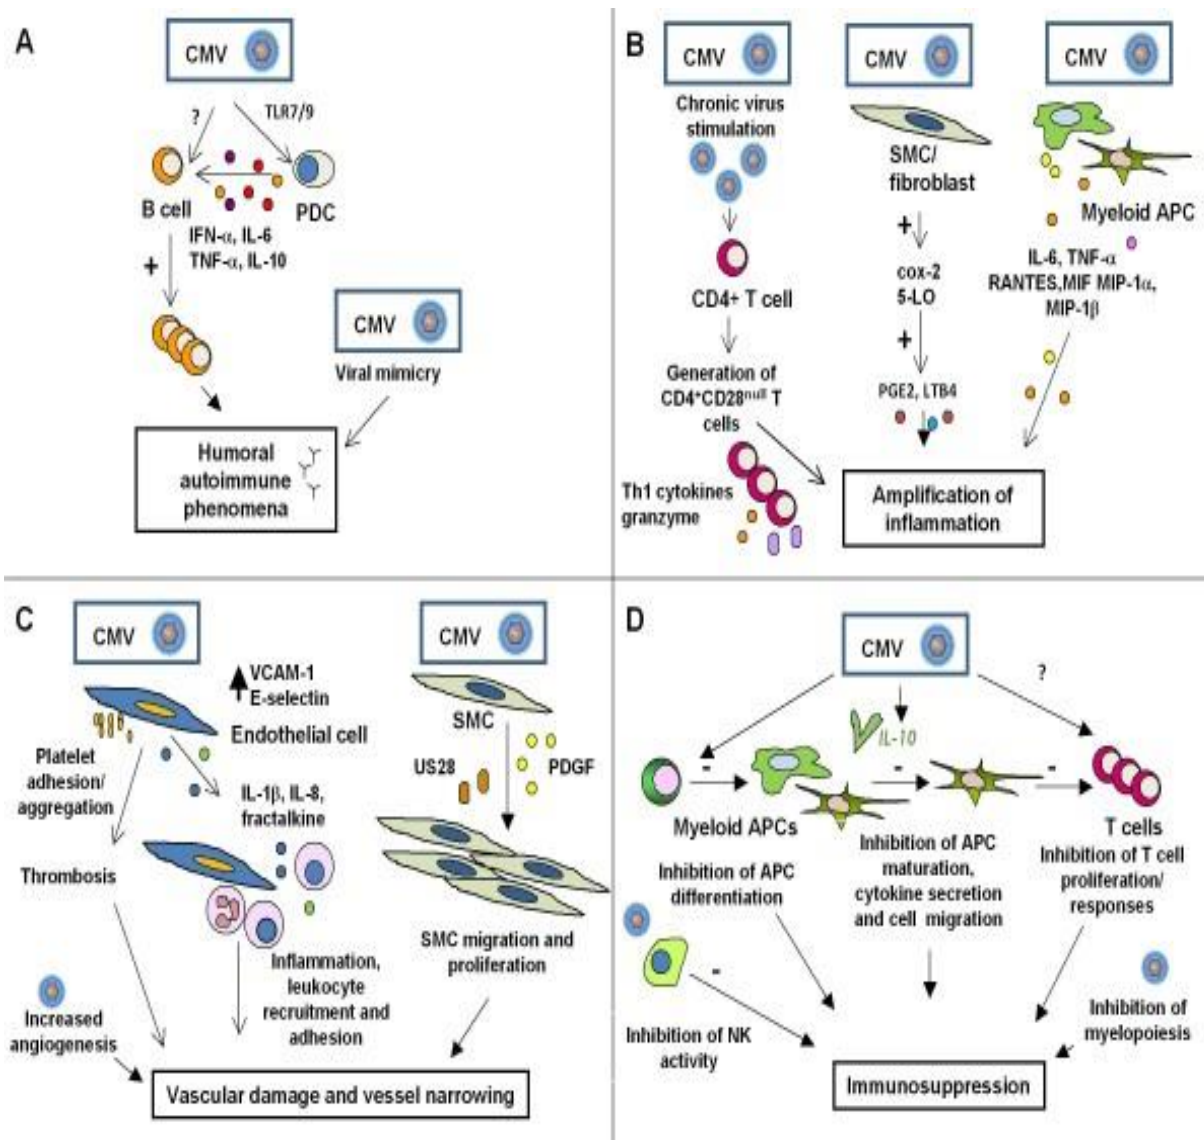 A
CMV
?
TLR7/9
B cell
PDC
IFN-α, IL-6
TNF-α, IL-10
+
CMV
Viral mimicry
Humoral
autoimmune
phenomena
B
CMV
Chronic virus
stimulation
CD4+ T cell
Generation of
CD4⁺CD28ⁿᵘˡˡ T
cells
Th1 cytokines
granzyme
CMV
SMC/
fibroblast
+
cox-2
5-LO
+
PGE2, LTB4
CMV
Myeloid APC
IL-6, TNF-α
RANTES,MIF MIP-1α,
MIP-1β
Amplification of
inflammation
C
CMV
VCAM-1
E-selectin
Endothelial cell
Platelet
adhesion/
aggregation
IL-1β, IL-8,
fractalkine
Thrombosis
Inflammation,
leukocyte
recruitment and
adhesion
Increased
angiogenesis
CMV
SMC
US28
PDGF
SMC migration and
proliferation
Vascular damage and vessel narrowing
D
CMV
?
IL-10
-
-
-
Myeloid APCs
T cells
Inhibition of APC
differentiation
Inhibition of APC
maturation,
cytokine secretion
and cell migration
Inhibition of T cell
proliferation/
responses
-
Inhibition of NK
activity
Inhibition of
myelopoiesis
Immunosuppression